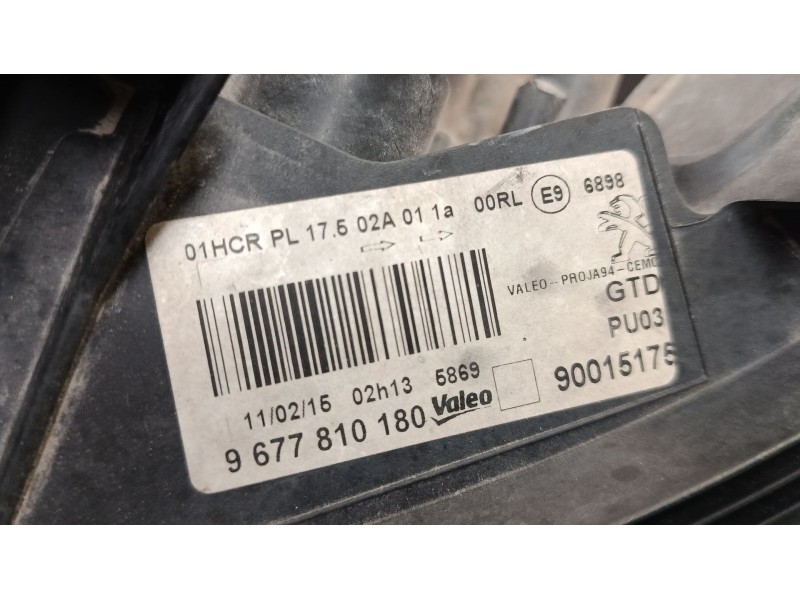 01HCR PL 17.5 02A 01 1a 00RL E9 6898
VALEO--PROJA94-CEMO
GTD
PU03
11/02/15 02h13 5869
9 677 810 180 Valeo 90015175